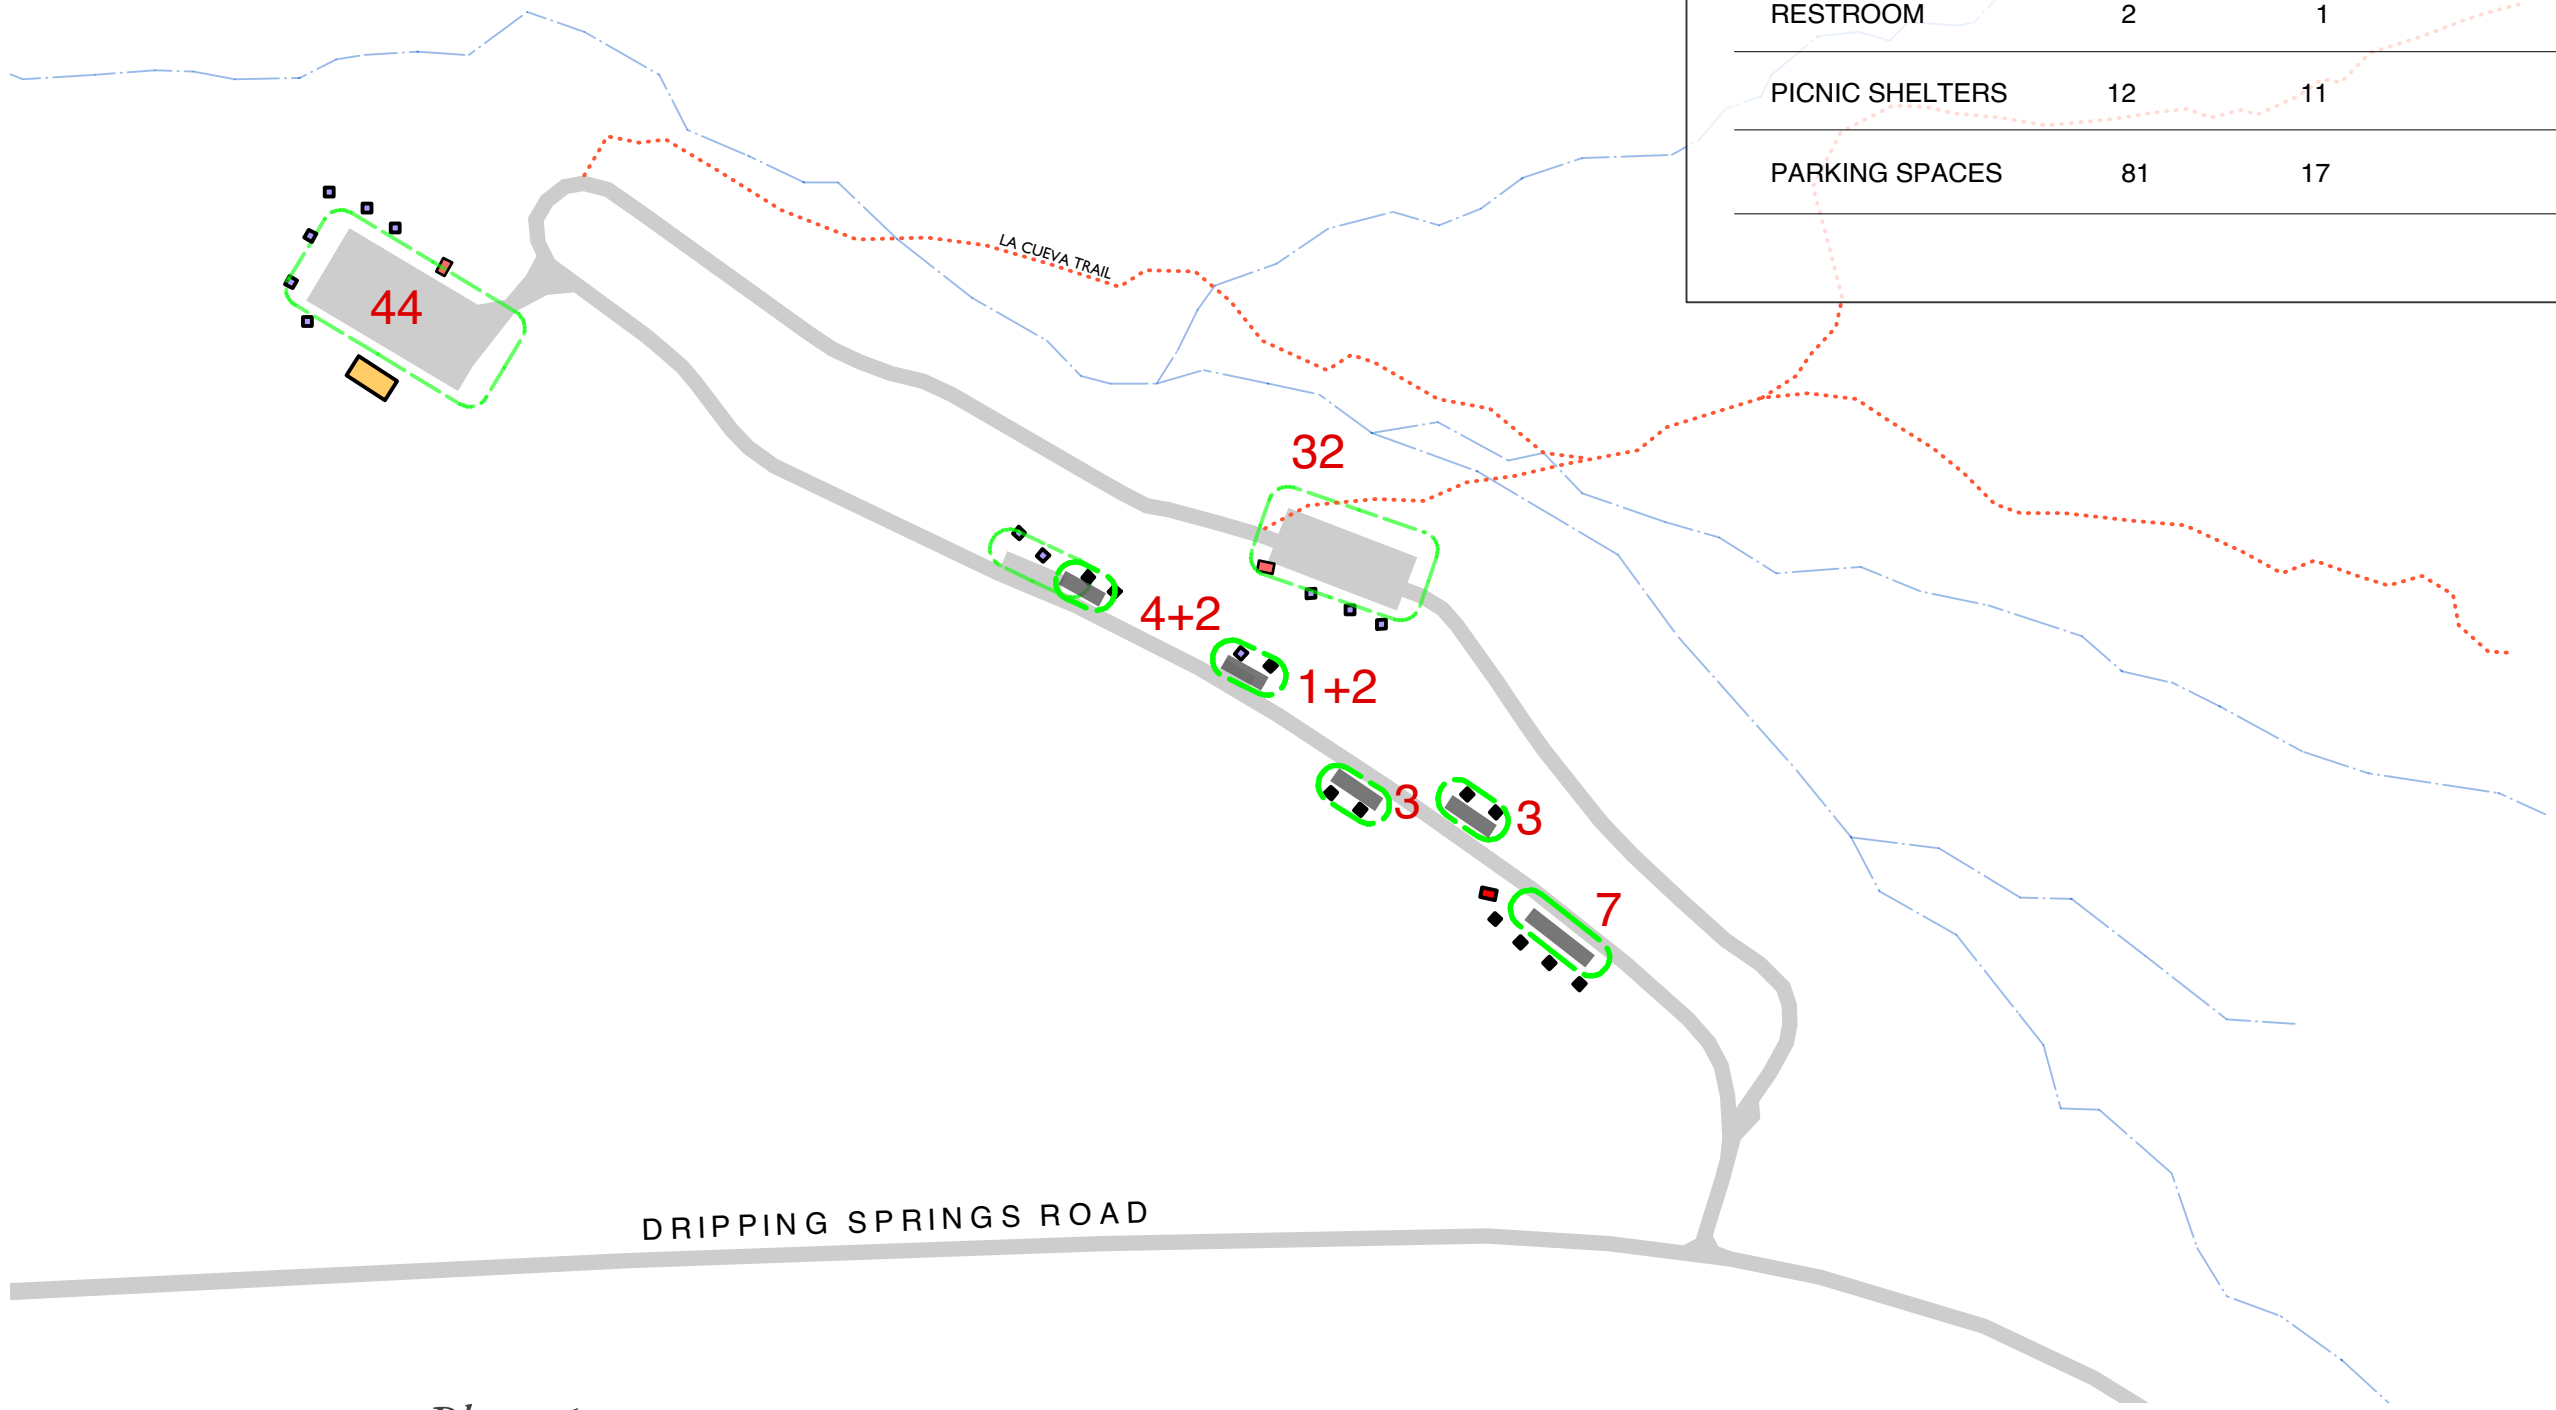 RESTROOM 2 1
PICNIC SHELTERS 12 11
PARKING SPACES 81 17
LA CUEVA TRAIL
44
32
4+2
1+2
3
3
7
DRIPPING SPRINGS ROAD